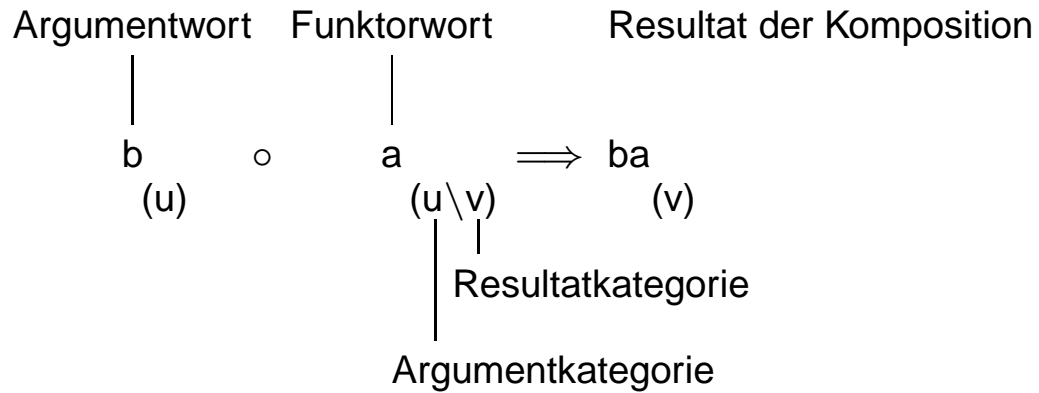 Argumentwort Funktorwort Resultat der Komposition
b ∘ a ⟹ ba
(u) (u\v) (v)
Resultatkategorie
Argumentkategorie